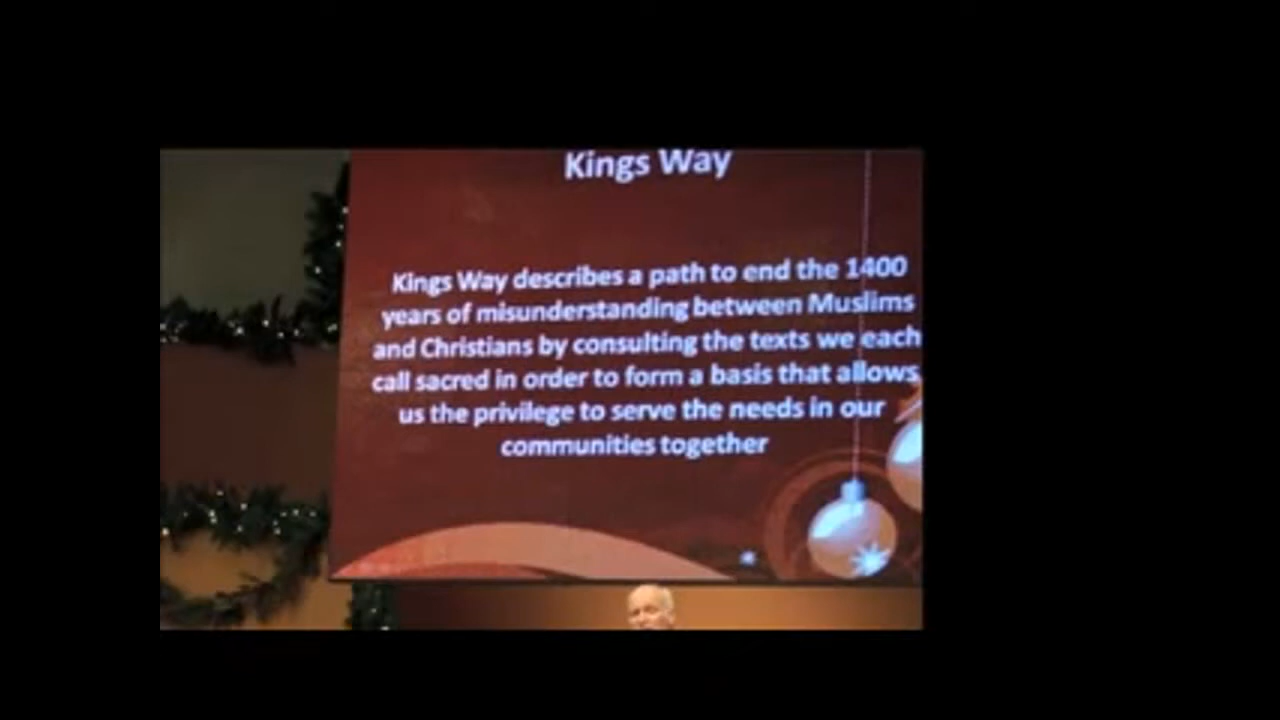 Kings Way
Kings Way describes a path to end the 1400
years of misunderstanding between Muslims
and Christians by consulting the texts we each
call sacred in order to form a basis that allows
us the privilege to serve the needs in our
communities together